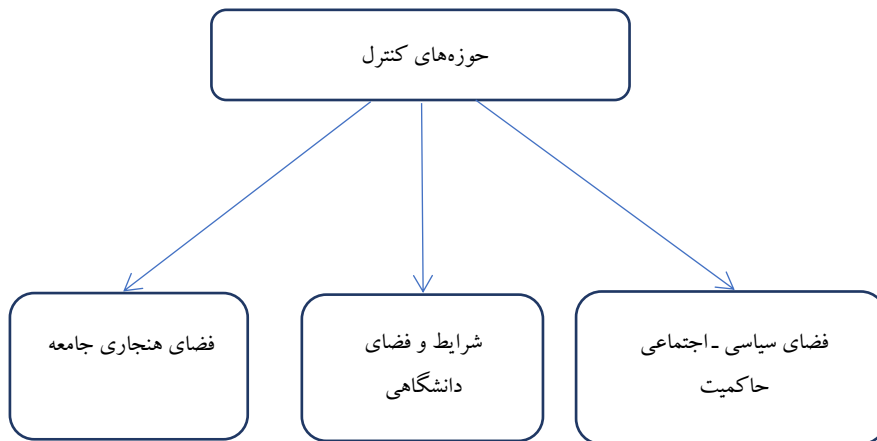 حوزه‌های کنترل
فضای سیاسی ـ اجتماعی
حاکمیت
شرایط و فضای
دانشگاهی
فضای هنجاری جامعه